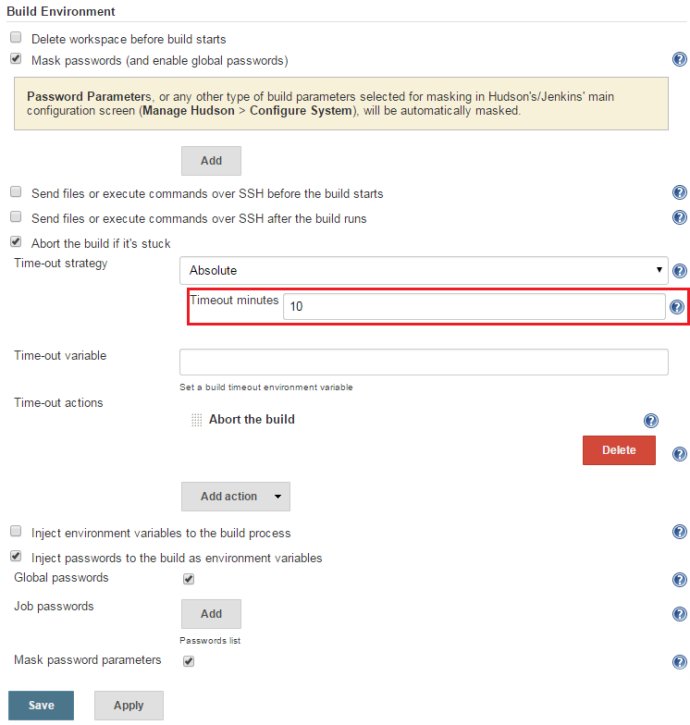 Build Environment
Delete workspace before build starts
Mask passwords (and enable global passwords)
Password Parameters, or any other type of build parameters selected for masking in Hudson's/Jenkins' main
configuration screen (Manage Hudson > Configure System), will be automatically masked.
Add
Send files or execute commands over SSH before the build starts
Send files or execute commands over SSH after the build runs
Abort the build if it's stuck
Time-out strategy
Absolute
Timeout minutes
10
Time-out variable
Set a build timeout environment variable
Time-out actions
Abort the build
Delete
Add action
Inject environment variables to the build process
Inject passwords to the build as environment variables
Global passwords
Job passwords
Add
Passwords list
Mask password parameters
Save
Apply